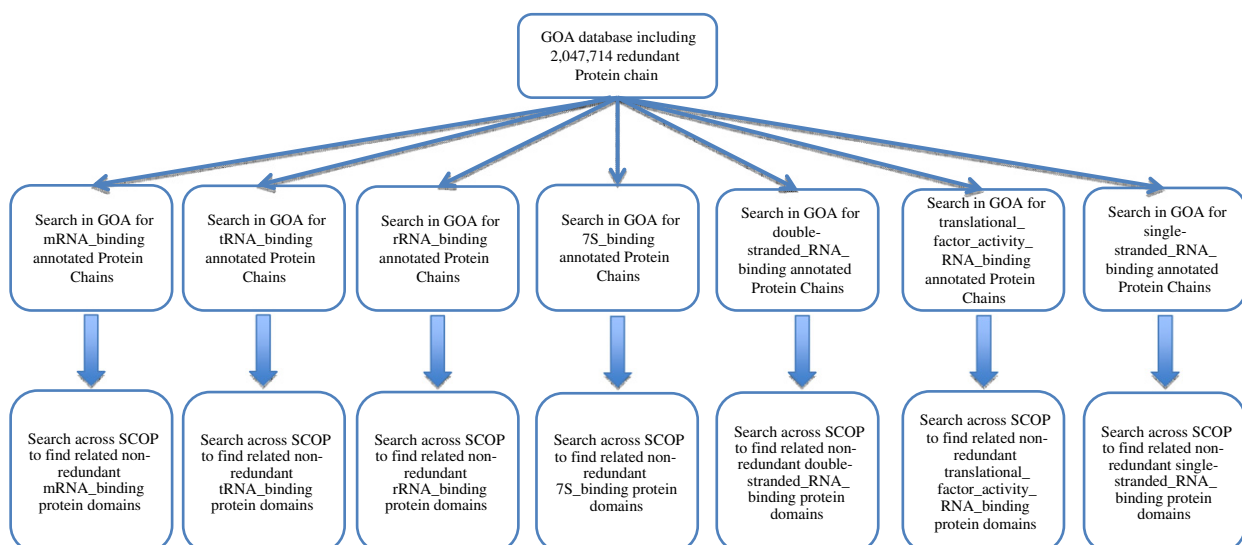 GOA database including
2,047,714 redundant
Protein chain
Search in GOA for
mRNA_binding
annotated Protein
Chains
Search in GOA for
tRNA_binding
annotated Protein
Chains
Search in GOA for
rRNA_binding
annotated Protein
Chains
Search in GOA for
7S_binding
annotated Protein
Chains
Search in GOA for
double-
stranded_RNA_
binding annotated
Protein Chains
Search in GOA for
translational_
factor_activity_
RNA_binding
annotated Protein
Chains
Search in GOA for
single-
stranded_RNA_
binding annotated
Protein Chains
Search across SCOP
to find related non-
redundant
mRNA_binding
protein domains
Search across SCOP
to find related non-
redundant
tRNA_binding
protein domains
Search across SCOP
to find related non-
redundant
rRNA_binding
protein domains
Search across SCOP
to find related non-
redundant
7S_binding protein
domains
Search across SCOP
to find related non-
redundant double-
stranded_RNA_
binding protein
domains
Search across SCOP
to find related non-
redundant
translational_
factor_activity_
RNA_binding
protein domains
Search across SCOP
to find related non-
redundant single-
stranded_RNA_
binding protein
domains